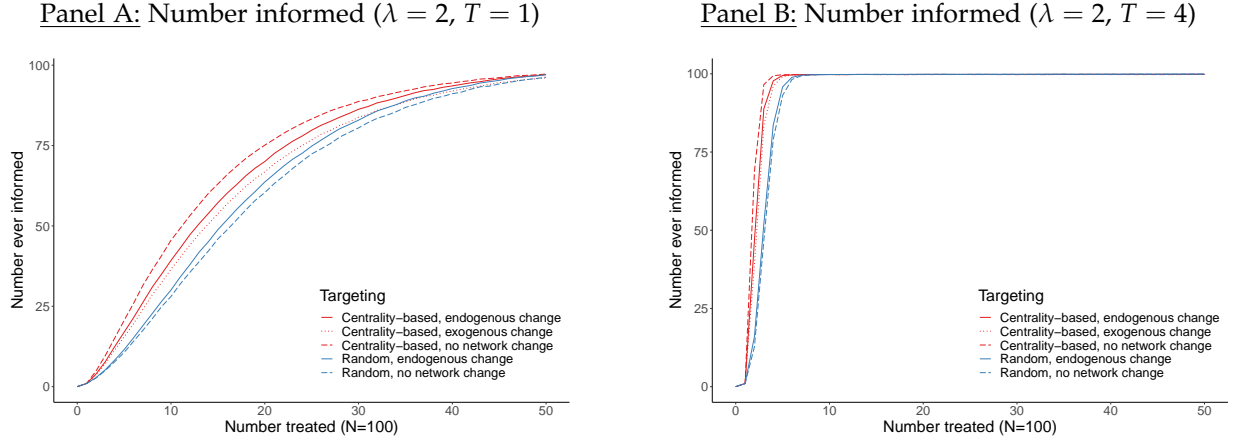 Panel A: Number informed (λ = 2, T = 1)
100
75
50
25
0
Number ever informed
Targeting
Centrality−based, endogenous change
Centrality−based, exogenous change
Centrality−based, no network change
Random, endogenous change
Random, no network change
0 10 20 30 40 50
Number treated (N=100)
Panel B: Number informed (λ = 2, T = 4)
100
75
50
25
0
Number ever informed
Targeting
Centrality−based, endogenous change
Centrality−based, exogenous change
Centrality−based, no network change
Random, endogenous change
Random, no network change
0 10 20 30 40 50
Number treated (N=100)